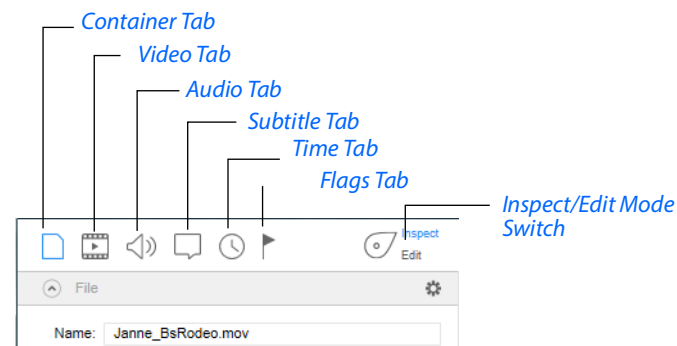 Container Tab
Video Tab
Audio Tab
Subtitle Tab
Time Tab
Flags Tab
Inspect/Edit Mode
Switch
Inspect
Edit
File
Name: Janne_BsRodeo.mov